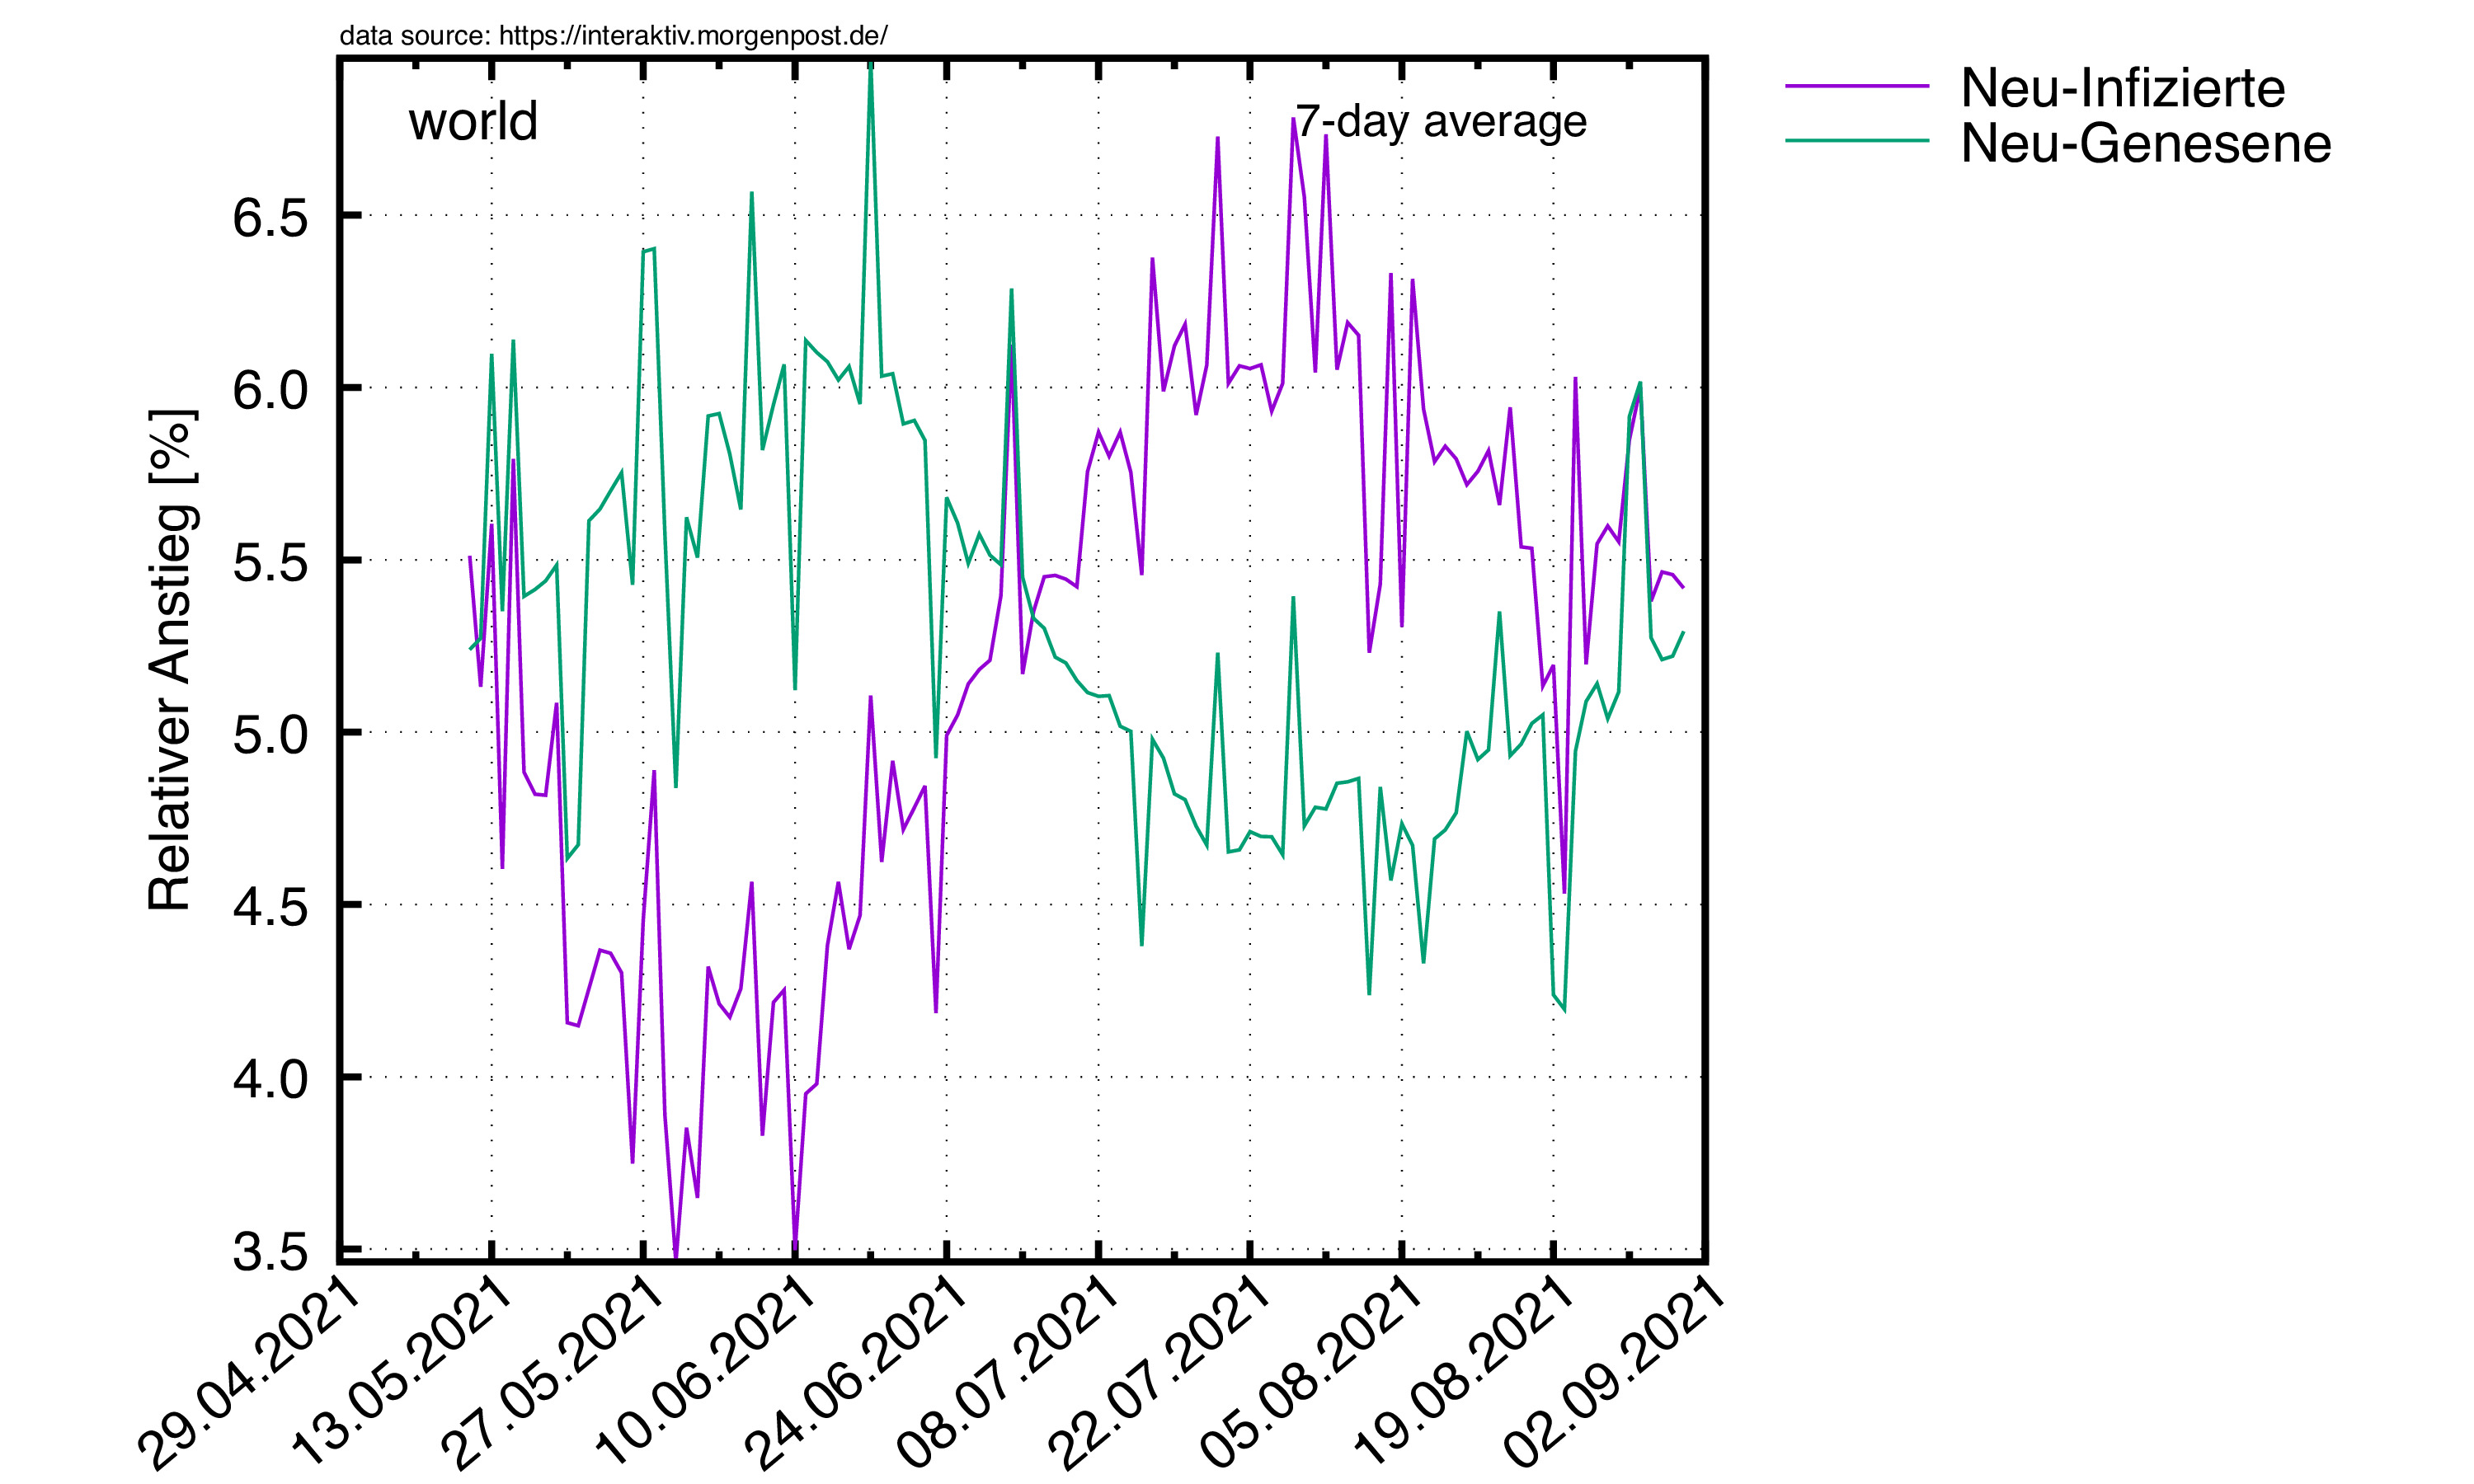 data source: https://interaktiv.morgenpost.de/
world
7-day average
Neu-Infizierte
Neu-Genesene
Relativer Anstieg [%]
6.5
6.0
5.5
5.0
4.5
4.0
3.5
29.04.2021
13.05.2021
27.05.2021
10.06.2021
24.06.2021
08.07.2021
22.07.2021
05.08.2021
19.08.2021
02.09.2021